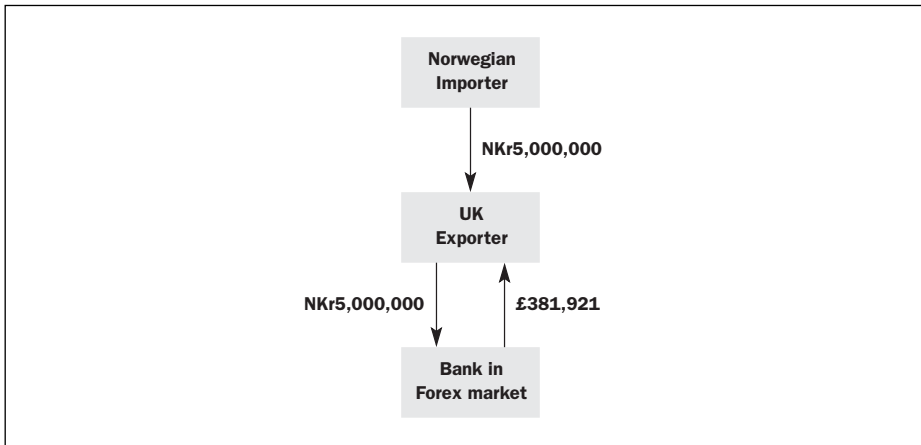 Norwegian
Importer
NKr5,000,000
UK
Exporter
NKr5,000,000
£381,921
Bank in
Forex market